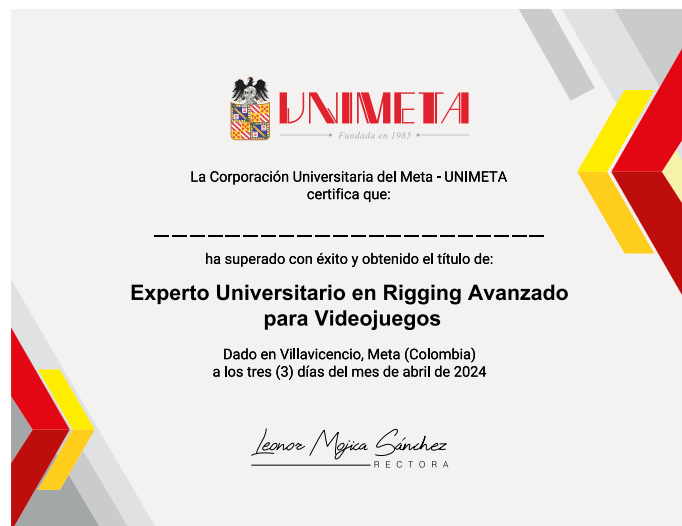 UNIMETA
Fundada en 1985
La Corporación Universitaria del Meta - UNIMETA
certifica que:
ha superado con éxito y obtenido el título de:
Experto Universitario en Rigging Avanzado
para Videojuegos
Dado en Villavicencio, Meta (Colombia)
a los tres (3) días del mes de abril de 2024
Leonor Mojica Sánchez
RECTORA